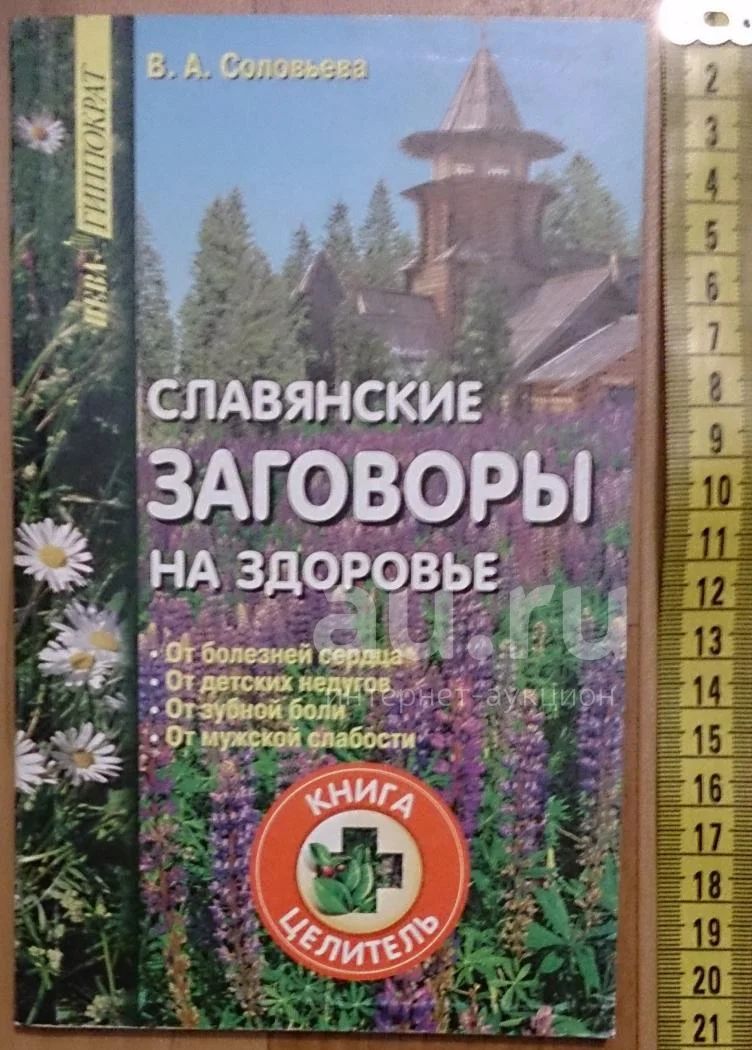 В. А. Соловьева
АКВА-ГИППОКРАТ
СЛАВЯНСКИЕ
ЗАГОВОРЫ
НА ЗДОРОВЬЕ
au.ru
интернет-аукцион
• От болезней сердца
• От детских недугов
• От зубной боли
• От мужской слабости
КНИГА
ЦЕЛИТЕЛЬ
2
3
4
5
6
7
8
9
10
11
12
13
14
15
16
17
18
19
20
21